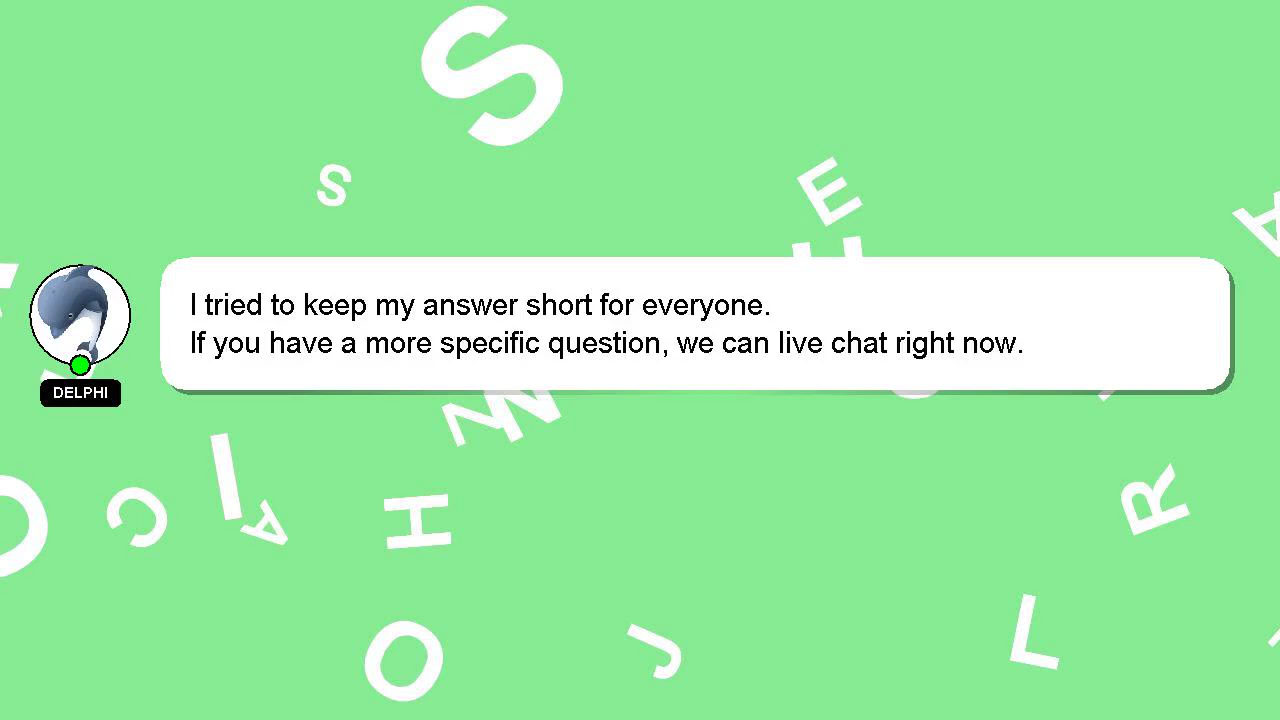 S
S
E
A
I tried to keep my answer short for everyone.
If you have a more specific question, we can live chat right now.
DELPHI
N
I
C
A
H
R
O
J
L